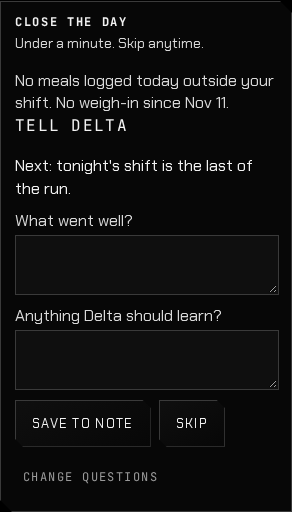 CLOSE THE DAY
Under a minute. Skip anytime.
No meals logged today outside your
shift. No weigh-in since Nov 11.
TELL DELTA
Next: tonight's shift is the last of
the run.
What went well?
Anything Delta should learn?
SAVE TO NOTE
SKIP
CHANGE QUESTIONS